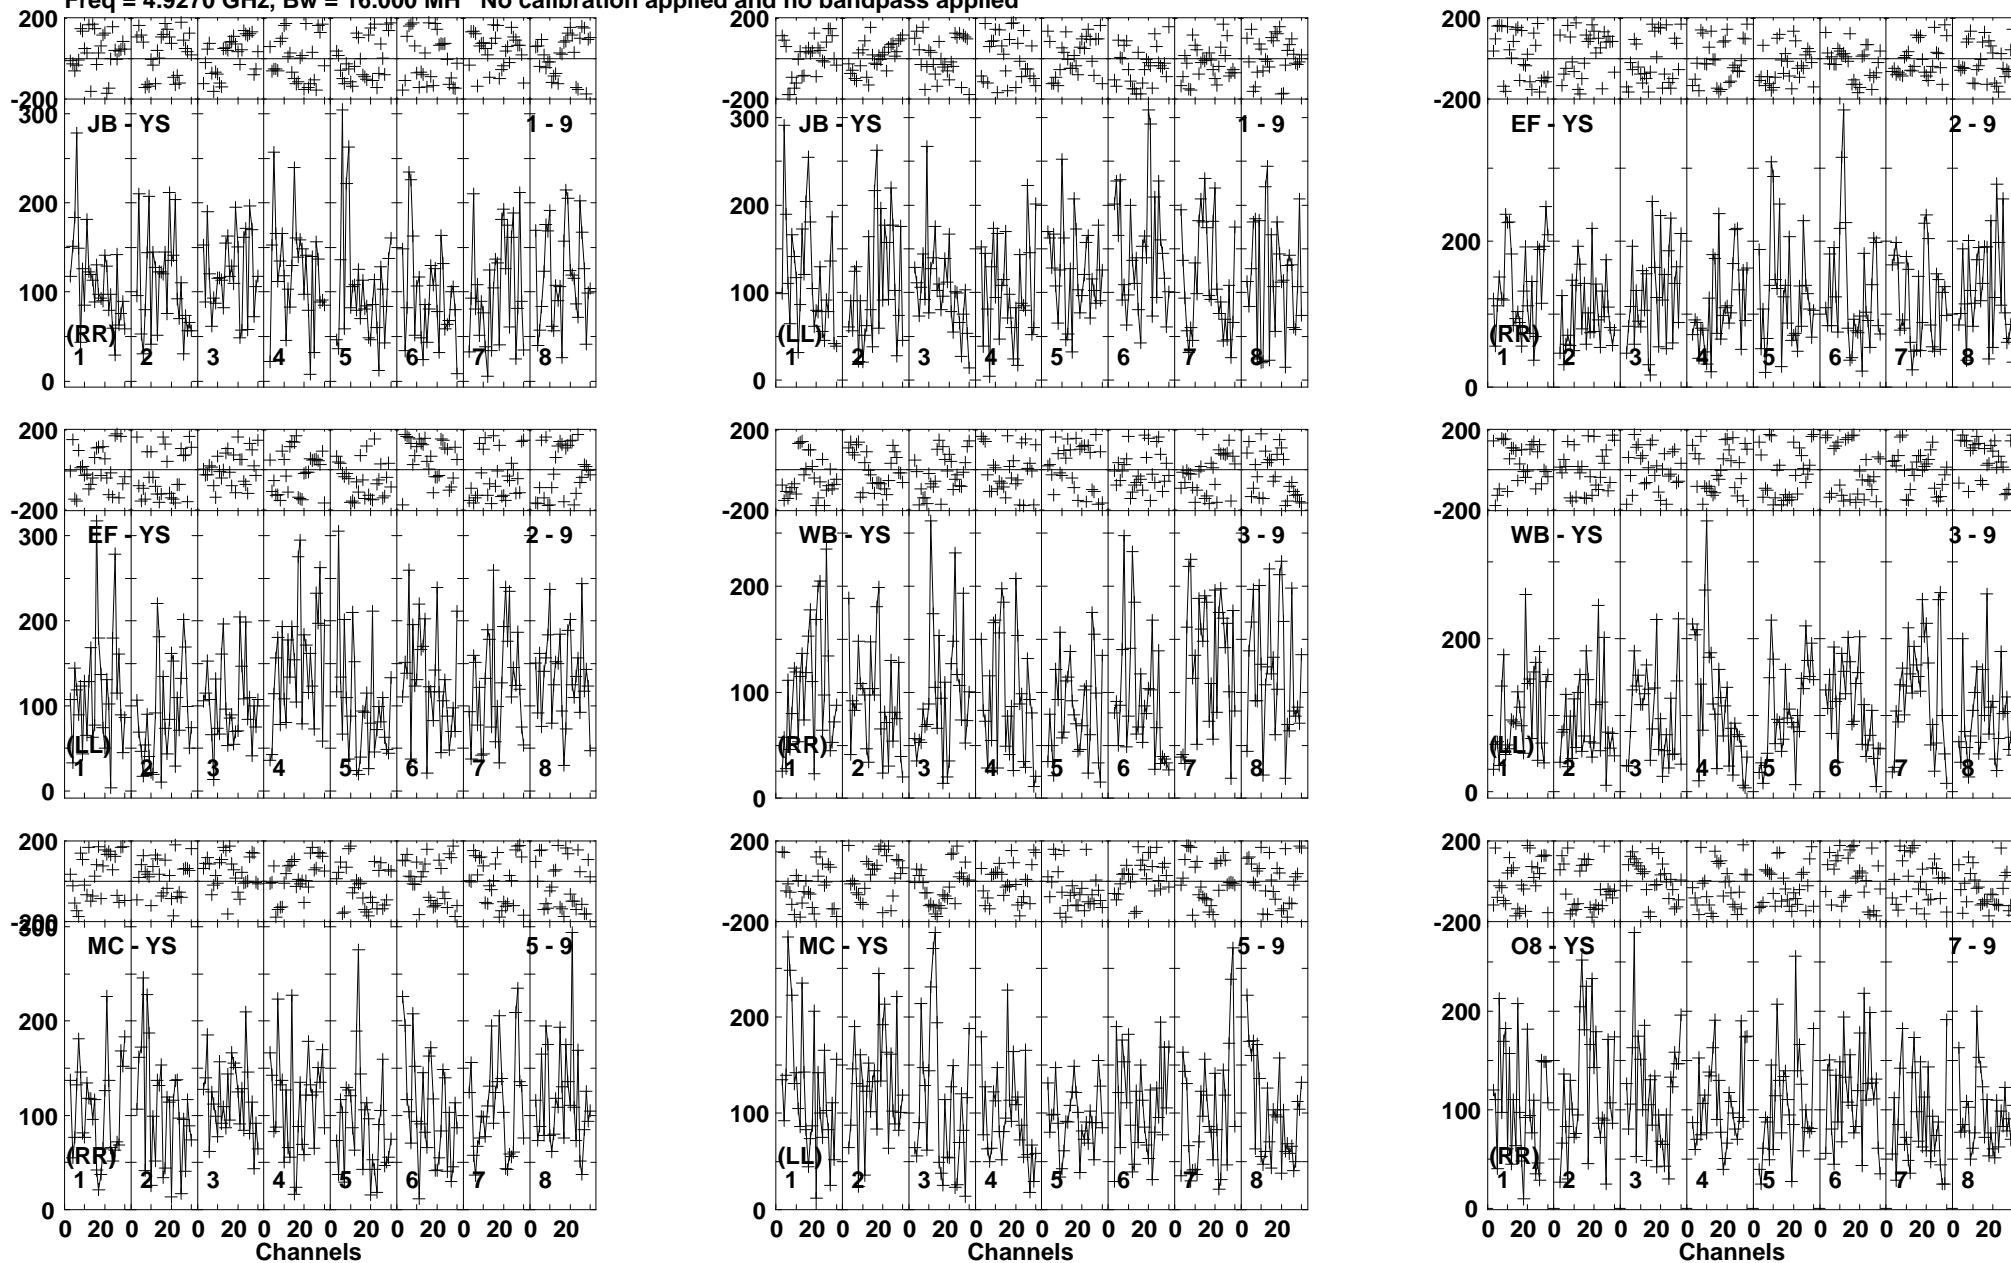 Freq = 4.9270 GHz, Bw = 16.000 MH No calibration applied and no bandpass applied
200 200 200
-200 -200 -200
300 JB - YS 1 - 9 300 JB - YS 1 - 9 EF - YS 2 - 9
200 200 200
100 100
(RR) (LL) (RR)
1 2 3 4 5 6 7 8 1 2 3 4 5 6 7 8 1 2 3 4 5 6 7 8
0 0 0
200 200 200
-200 -200 -200
300 EF - YS 2 - 9 WB - YS 3 - 9 WB - YS 3 - 9
200 200 200
100 100
(LL) (RR) (LL)
1 2 3 4 5 6 7 8 1 2 3 4 5 6 7 8 1 2 3 4 5 6 7 8
0 0 0
200 200 200
-200 -200 -200
300 MC - YS 5 - 9 MC - YS 5 - 9 O8 - YS 7 - 9
200 200 200
100 100 100
(RR) (LL) (RR)
1 2 3 4 5 6 7 8 1 2 3 4 5 6 7 8 1 2 3 4 5 6 7 8
0 0 0
0 20 0 20 0 20 0 20 0 20 0 20 0 20 0 20 0 20 0 20 0 20 0 20 0 20 0 20 0 20 0 20 0 20 0 20 0 20 0 20 0 20 0 20 0 20 0 20
Channels Channels Channels